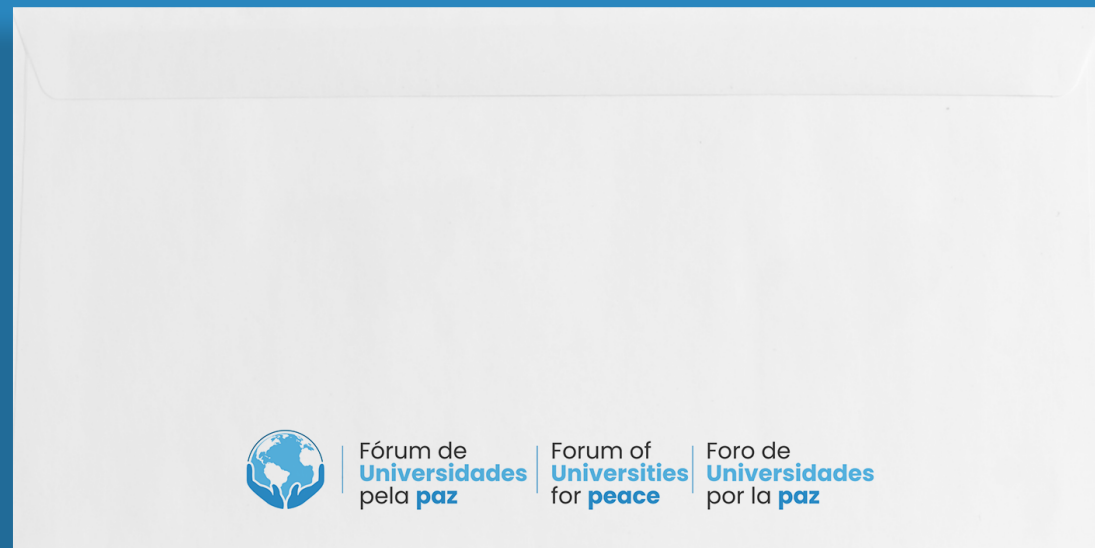 Fórum de
Universidades
pela paz
Forum of
Universities
for peace
Foro de
Universidades
por la paz